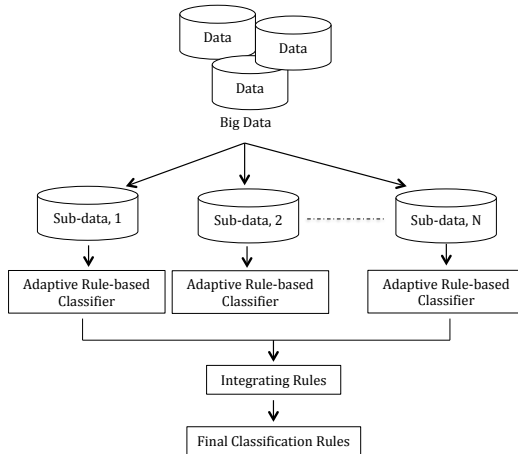 Data
Data
Data
Big Data
Sub-data, 1
Sub-data, 2
Sub-data, N
Adaptive Rule-based
Classifier
Adaptive Rule-based
Classifier
Adaptive Rule-based
Classifier
Integrating Rules
Final Classification Rules